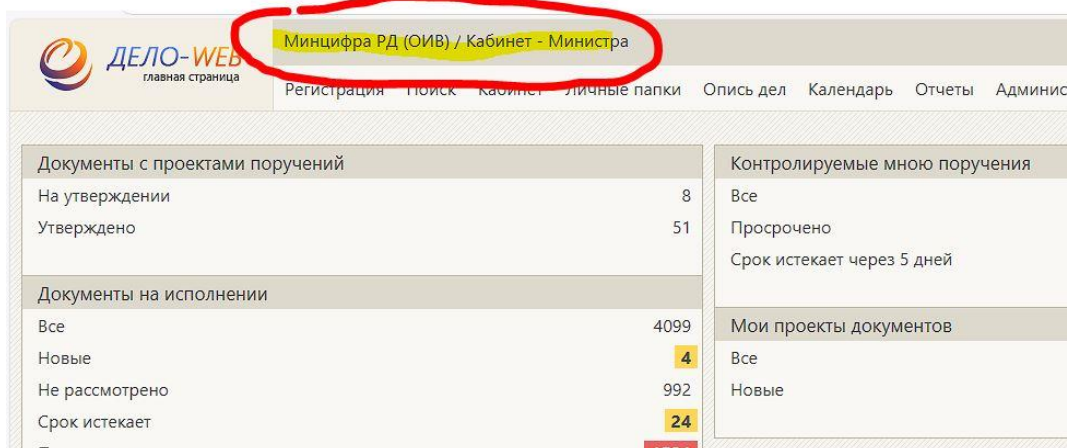 Минцифра РД (ОИВ) / Кабинет - Министра
ДЕЛО-WEB
главная страница
Регистрация Поиск Кабинет Личные папки Опись дел Календарь Отчеты
Документы с проектами поручений
На утверждении 8
Утверждено 51
Документы на исполнении
Все 4099
Новые 4
Не рассмотрено 992
Срок истекает 24
Контролируемые мною поручения
Все
Просрочено
Срок истекает через 5 дней
Мои проекты документов
Все
Новые